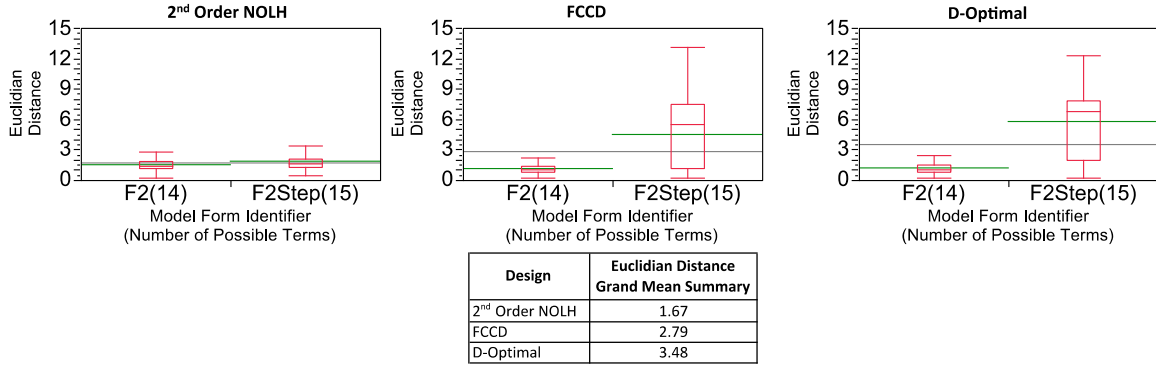 2nd Order NOLH
15
12
9
6
3
0
Euclidian
Distance
F2(14) F2Step(15)
Model Form Identifier
(Number of Possible Terms)
FCCD
15
12
9
6
3
0
Euclidian
Distance
F2(14) F2Step(15)
Model Form Identifier
(Number of Possible Terms)
D-Optimal
15
12
9
6
3
0
Euclidian
Distance
F2(14) F2Step(15)
Model Form Identifier
(Number of Possible Terms)
Design Euclidian Distance
Grand Mean Summary
2nd Order NOLH 1.67
FCCD 2.79
D-Optimal 3.48